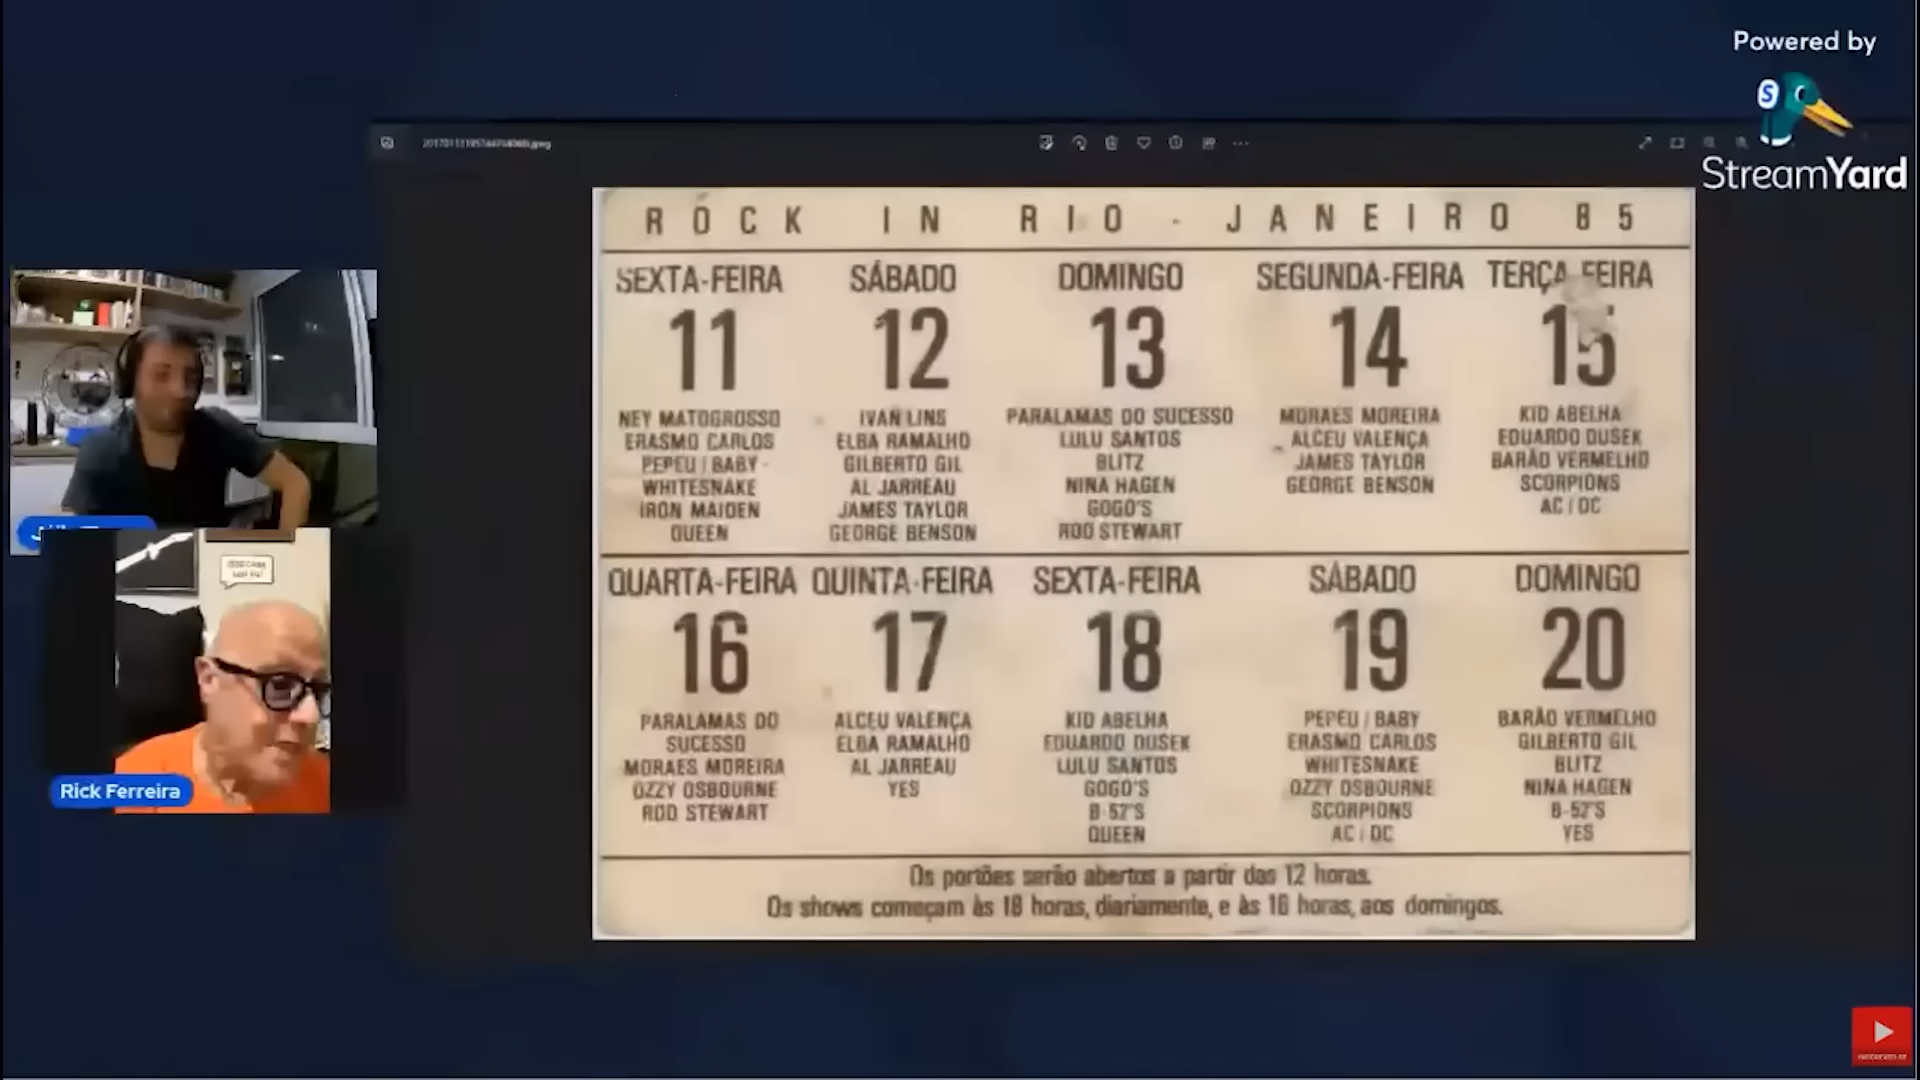 Powered by
StreamYard
ROCK IN RIO - JANEIRO 85
SEXTA-FEIRA
11
NEY MATOGROSSO
ERASMO CARLOS
PEPEU / BABY
WHITESNAKE
IRON MAIDEN
QUEEN
SÁBADO
12
IVAN LINS
ELBA RAMALHO
GILBERTO GIL
AL JARREAU
JAMES TAYLOR
GEORGE BENSON
DOMINGO
13
PARALAMAS DO SUCESSO
LULU SANTOS
BLITZ
NINA HAGEN
GOGO'S
ROD STEWART
SEGUNDA-FEIRA
14
MORAES MOREIRA
ALCEU VALENÇA
JAMES TAYLOR
GEORGE BENSON
TERÇA-FEIRA
15
KID ABELHA
EDUARDO DUSEK
BARÃO VERMELHO
SCORPIONS
AC / DC
QUARTA-FEIRA
16
PARALAMAS DO
SUCESSO
MORAES MOREIRA
OZZY OSBOURNE
ROD STEWART
QUINTA-FEIRA
17
ALCEU VALENÇA
ELBA RAMALHO
AL JARREAU
YES
SEXTA-FEIRA
18
KID ABELHA
EDUARDO DUSEK
LULU SANTOS
GOGO'S
B-52'S
QUEEN
SÁBADO
19
PEPEU / BABY
ERASMO CARLOS
WHITESNAKE
OZZY OSBOURNE
SCORPIONS
AC / DC
DOMINGO
20
BARÃO VERMELHO
GILBERTO GIL
BLITZ
NINA HAGEN
B-52'S
YES
Os portões serão abertos a partir das 12 horas.
Os shows começam às 18 horas, diariamente, e às 16 horas, aos domingos.
Rick Ferreira